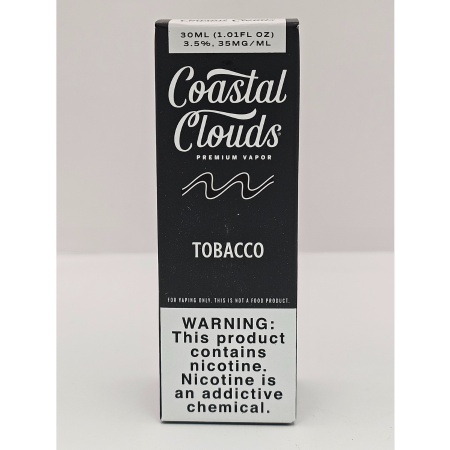 30ML (1.01FL OZ)
3.5%, 35MG/ML
Coastal
Clouds
PREMIUM VAPOR
TOBACCO
FOR VAPING ONLY. THIS IS NOT A FOOD PRODUCT.
WARNING:
This product
contains
nicotine.
Nicotine is
an addictive
chemical.